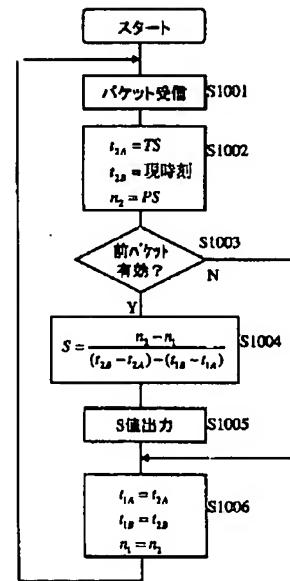 スタート
パケット受信 S1001
t₂A = TS S1002
t₂B = 現時刻
n₂ = PS
前パケット S1003
有効?
N
Y
S = (n₂ − n₁) / ((t₂B − t₂A) − (t₁B − t₁A)) S1004
S値出力 S1005
t₁A = t₂A S1006
t₁B = t₂B
n₁ = n₂